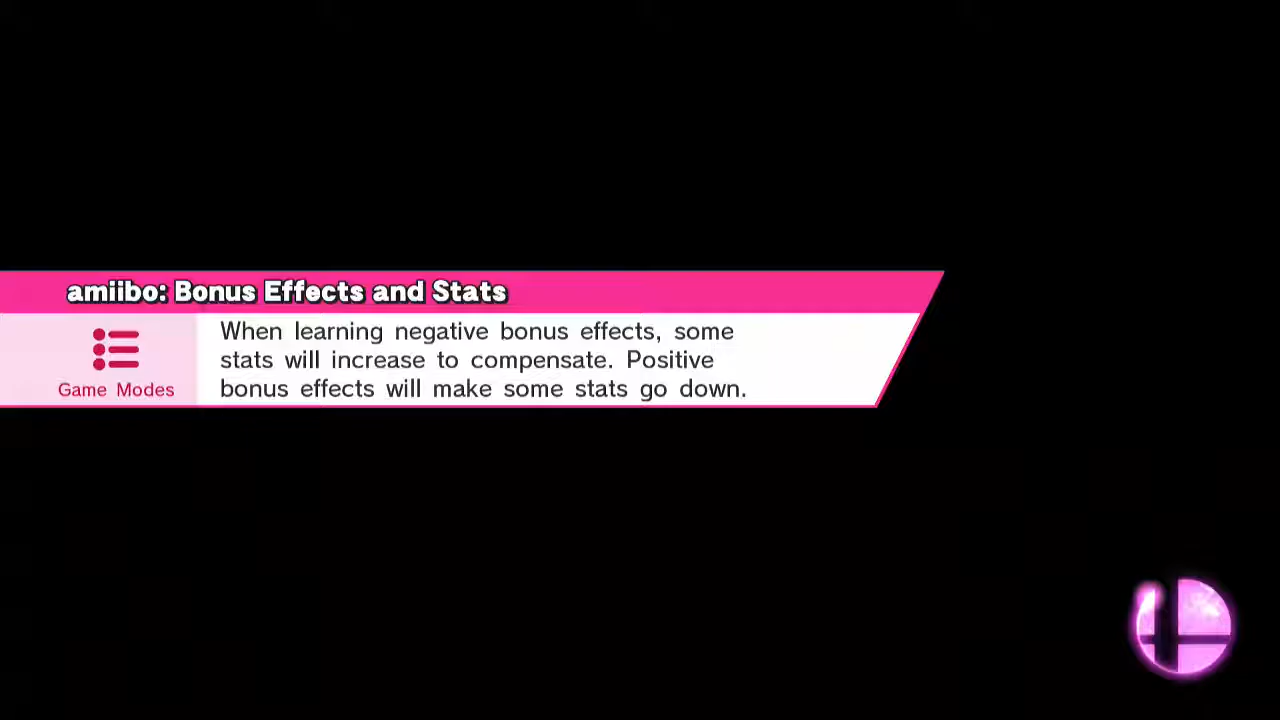 amiibo: Bonus Effects and Stats
When learning negative bonus effects, some
stats will increase to compensate. Positive
bonus effects will make some stats go down.
Game Modes